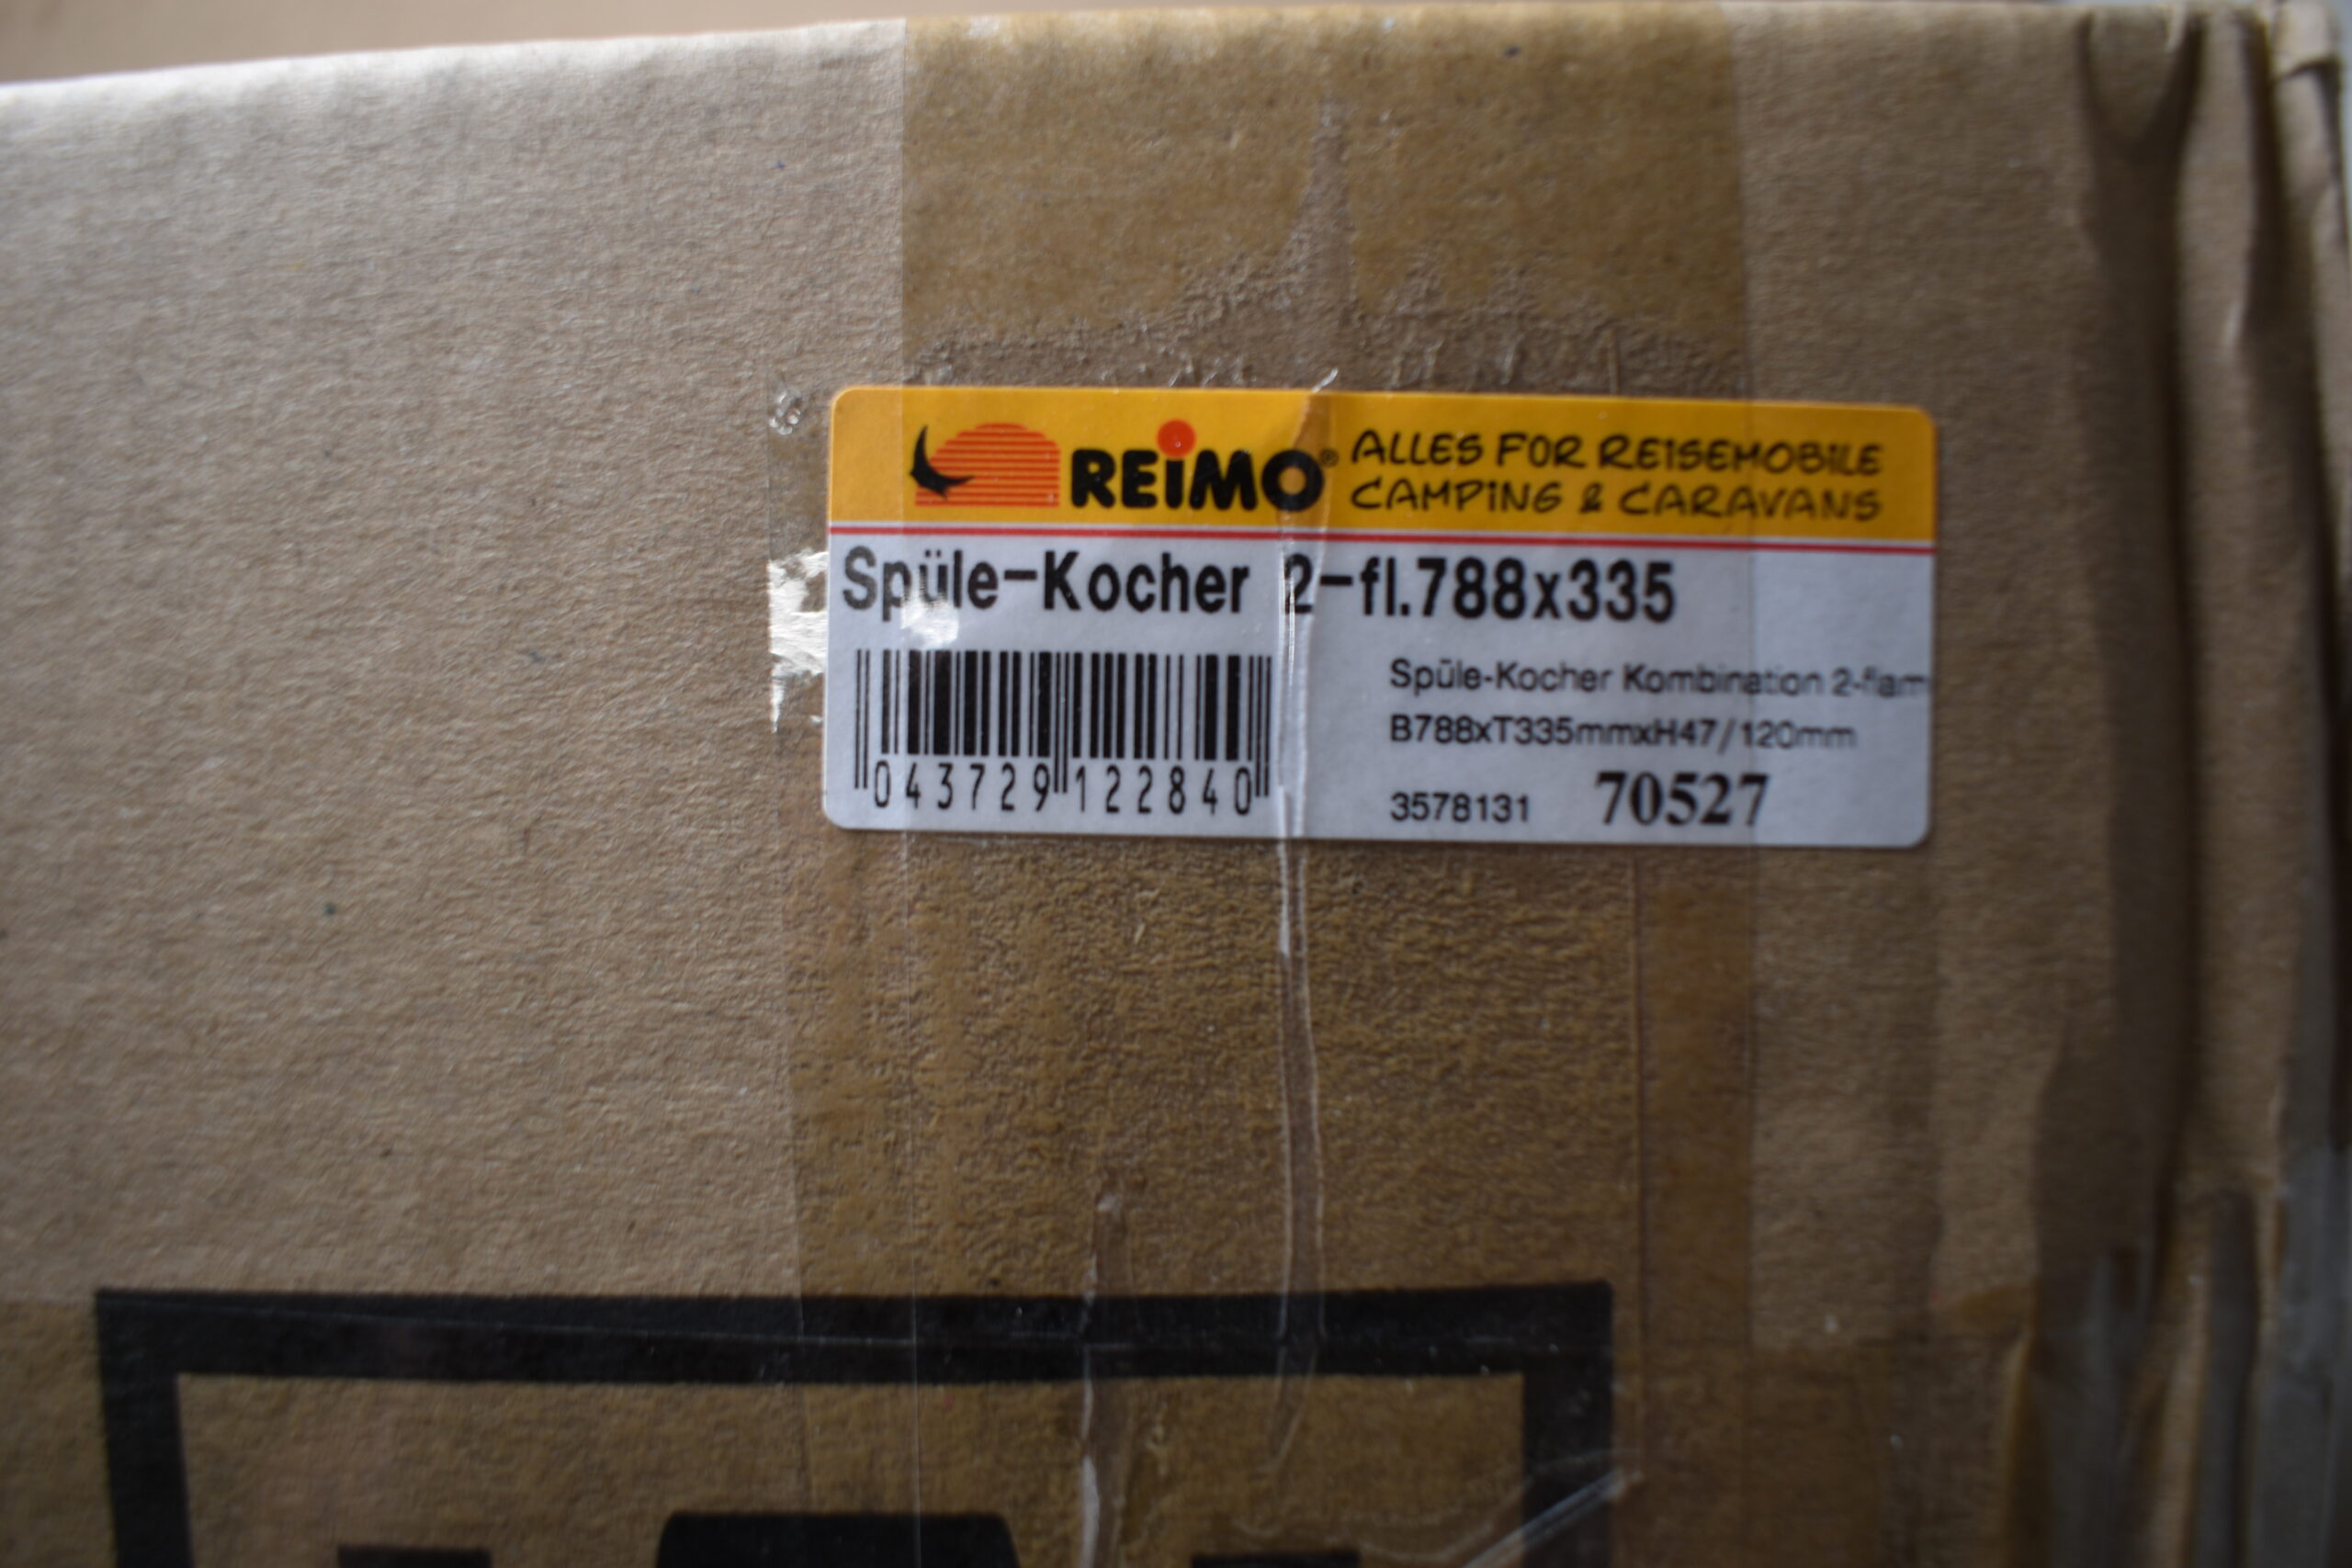 REIMO® ALLES FÜR REISEMOBILE
CAMPING & CARAVANS
Spüle-Kocher 2-fl.788x335
Spüle-Kocher Kombination 2-flam
B788xT335mmxH47/120mm
043729122840
3578131 70527